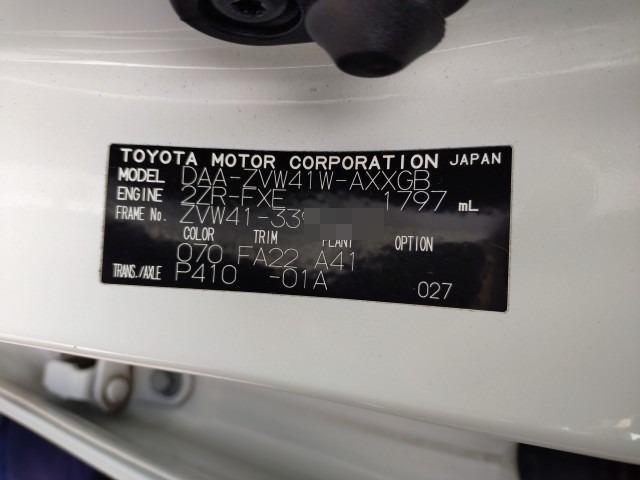 TOYOTA MOTOR CORPORATION JAPAN
MODEL DAA-ZVW41W-AXXGB
ENGINE 2ZR-FXE 1797 mL
FRAME No. ZVW41-33
COLOR TRIM PLANT OPTION
070 FA22 A41
TRANS./AXLE P410 -01A 027